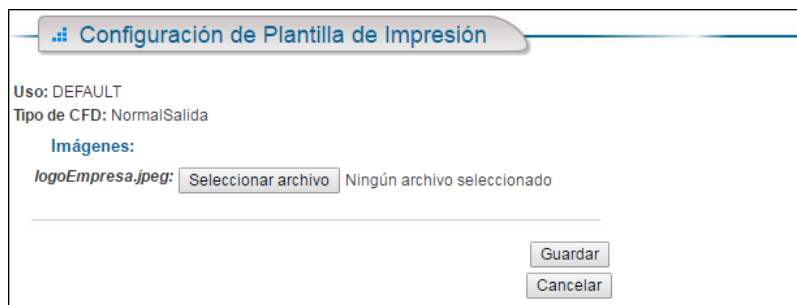 Configuración de Plantilla de Impresión
Uso: DEFAULT
Tipo de CFD: NormalSalida
Imágenes:
logoEmpresa.jpeg: Seleccionar archivo Ningún archivo seleccionado
Guardar
Cancelar